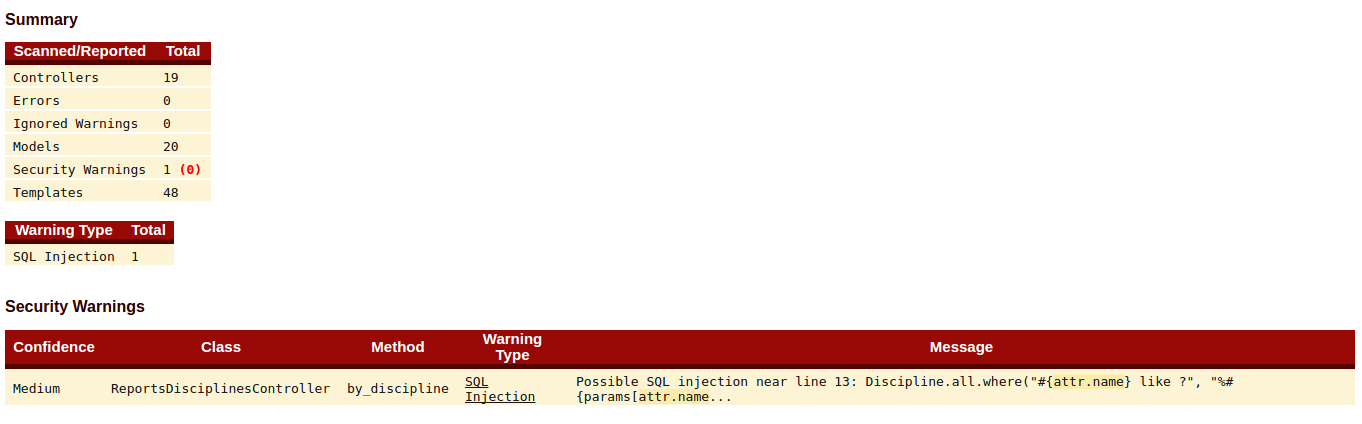 Summary
Scanned/Reported Total
Controllers 19
Errors 0
Ignored Warnings 0
Models 20
Security Warnings 1 (0)
Templates 48
Warning Type Total
SQL Injection 1
Security Warnings
Confidence Class Method Warning Type Message
Medium ReportsDisciplinesController by_discipline SQL Injection Possible SQL injection near line 13: Discipline.all.where("#{attr.name} like ?", "%#
{params[attr.name...